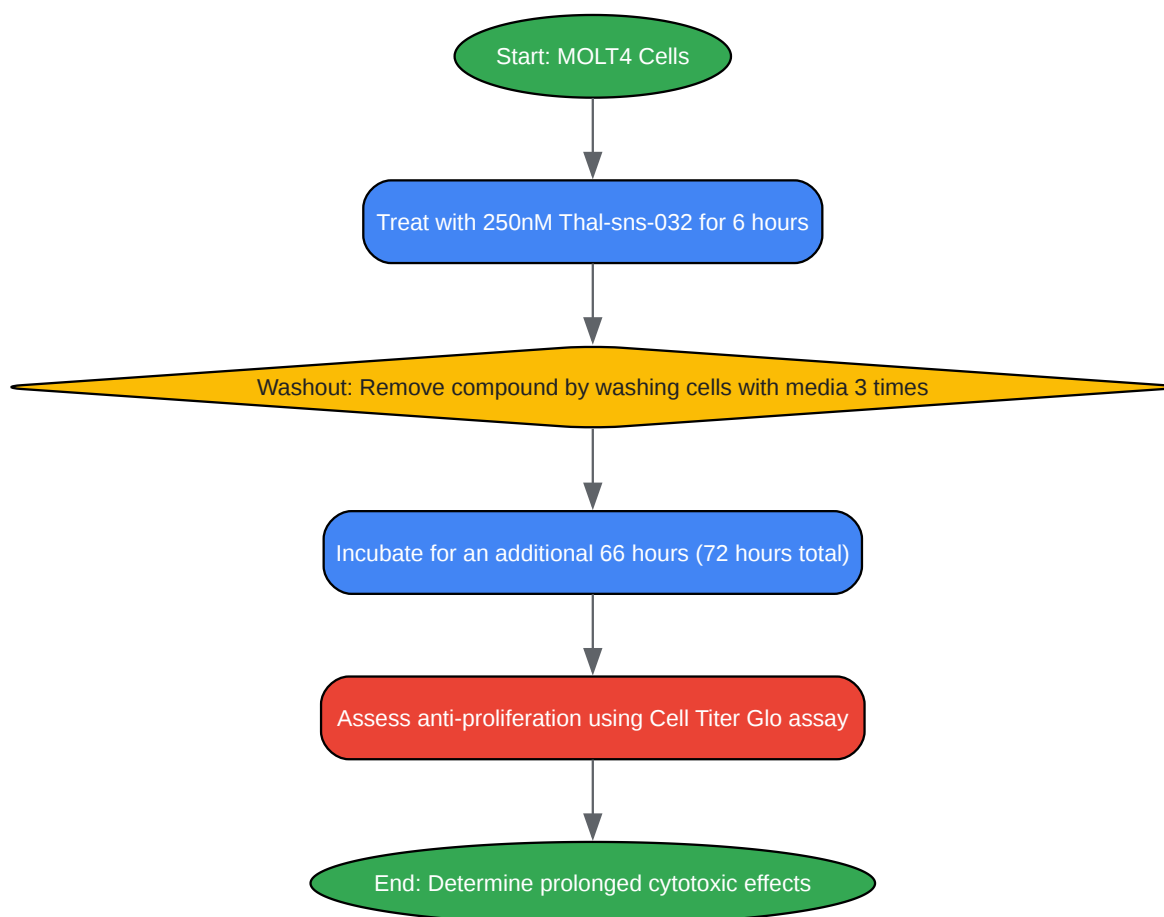 Start: MOLT4 Cells
Treat with 250nM Thal-sns-032 for 6 hours
Washout: Remove compound by washing cells with media 3 times
Incubate for an additional 66 hours (72 hours total)
Assess anti-proliferation using Cell Titer Glo assay
End: Determine prolonged cytotoxic effects